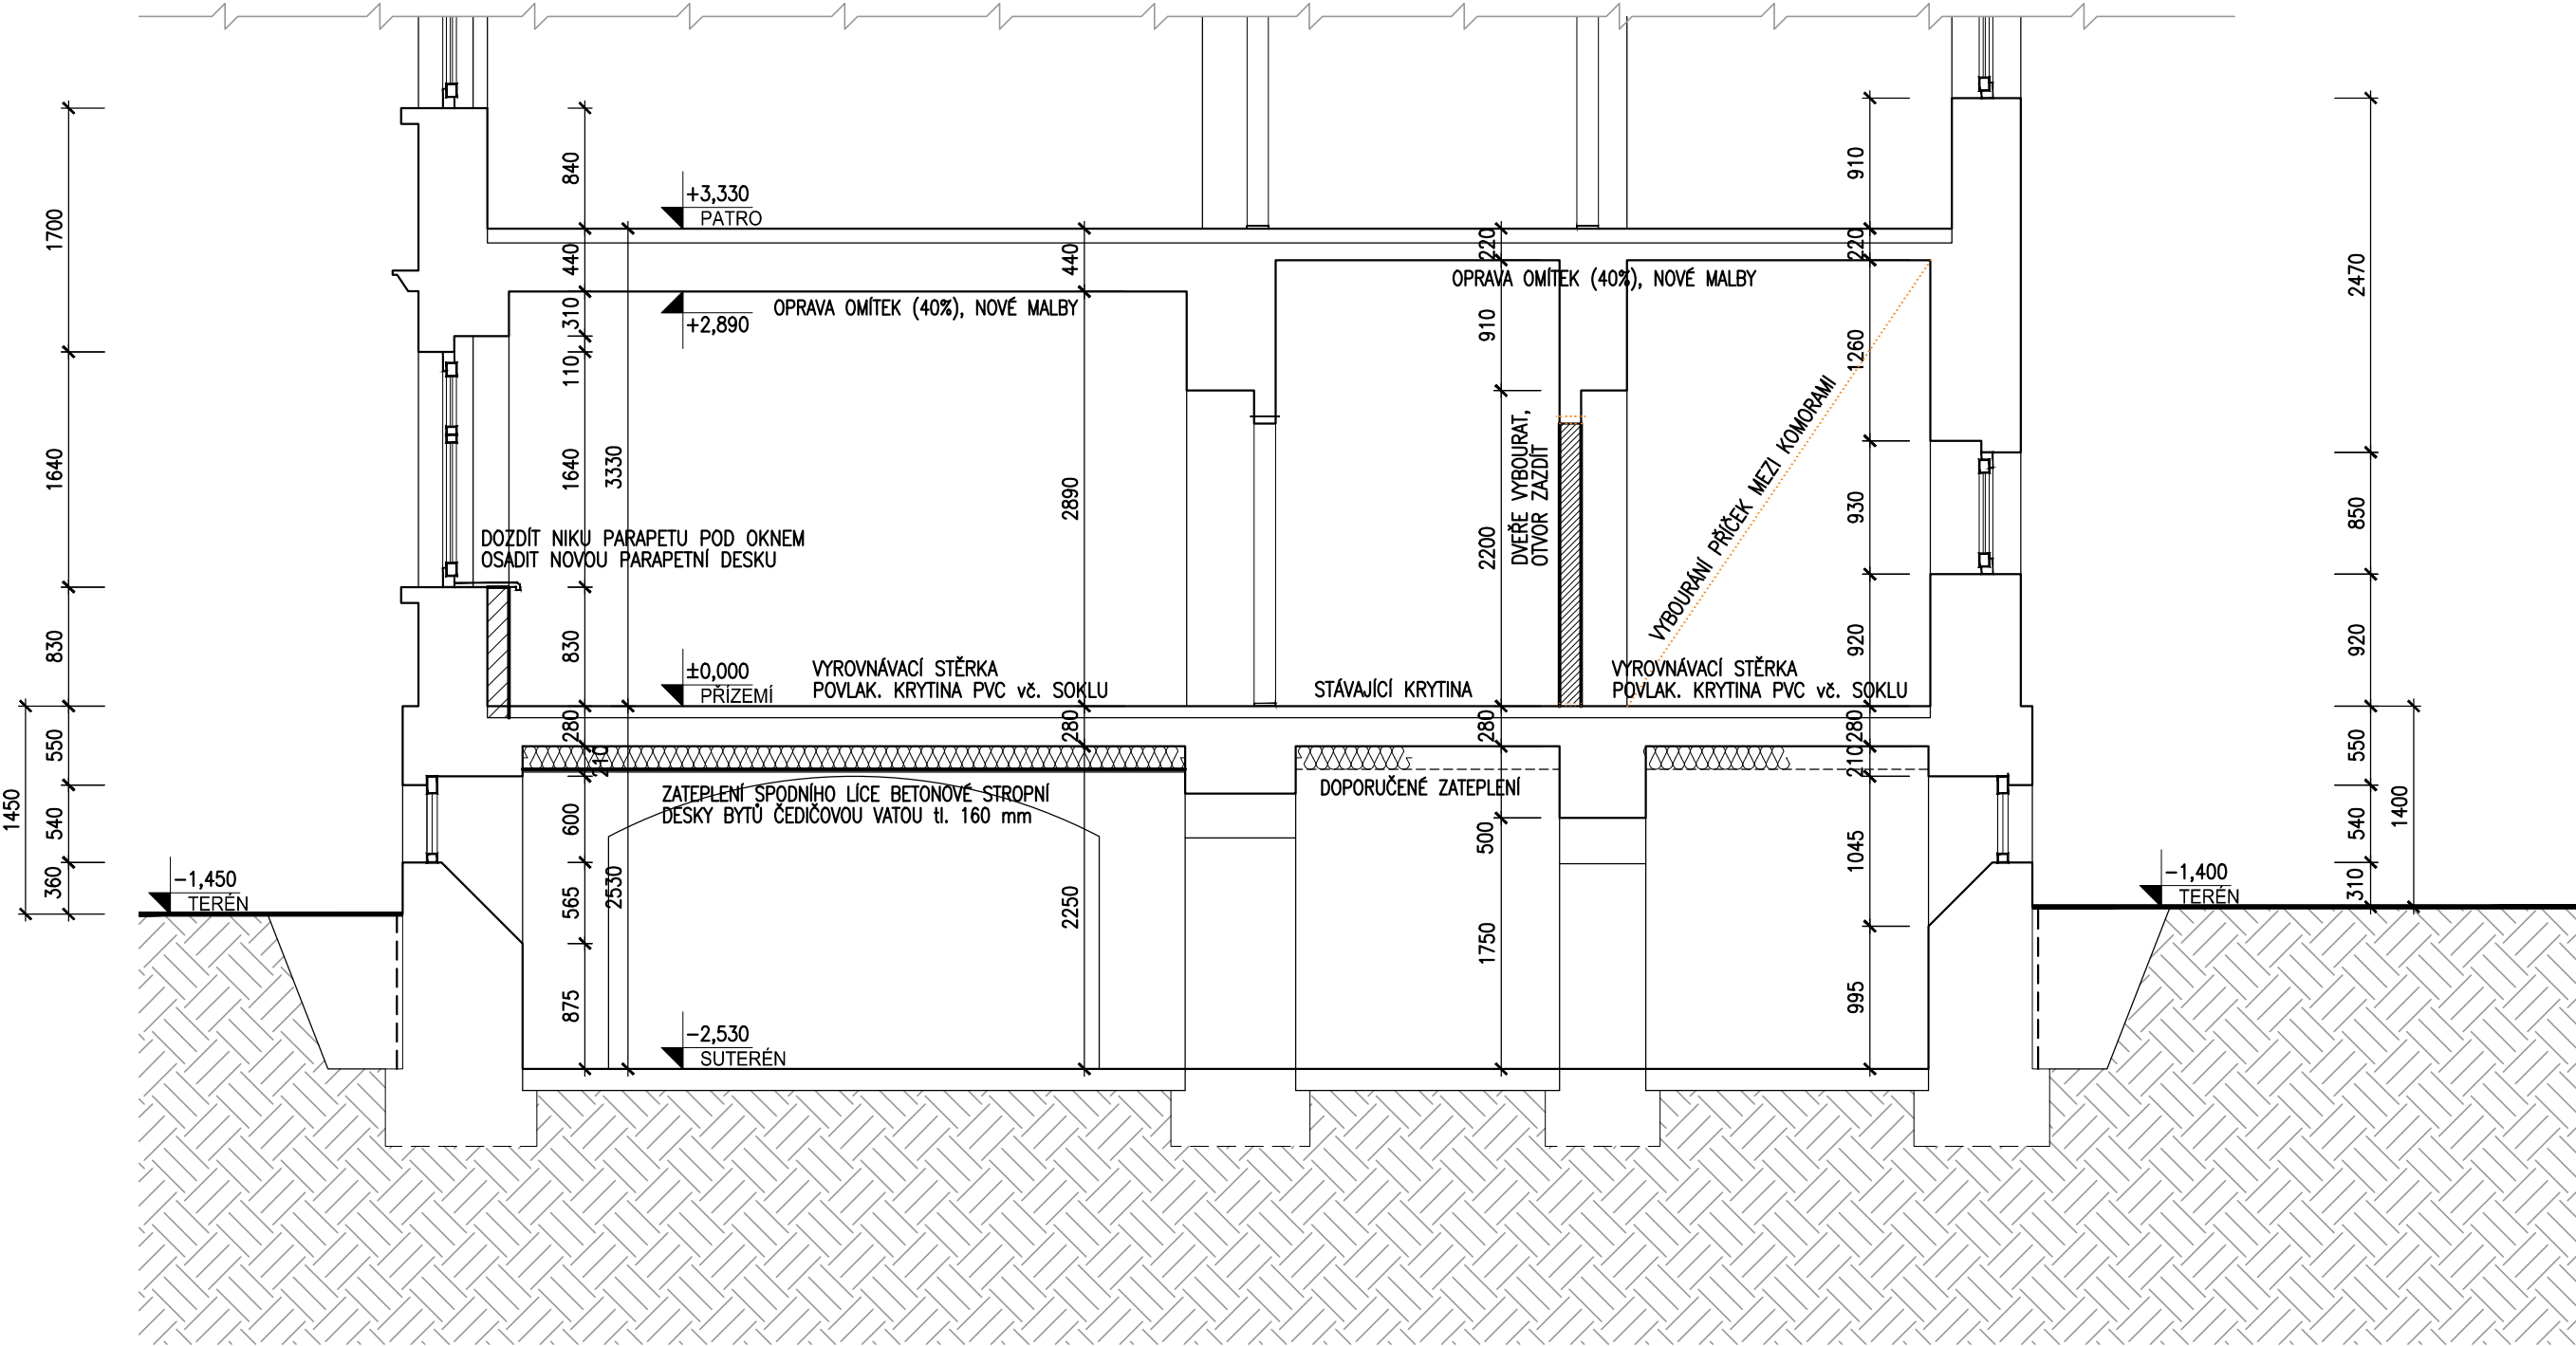 +3,330
PATRO
+2,890
OPRAVA OMÍTEK (40%), NOVÉ MALBY
OPRAVA OMÍTEK (40%), NOVÉ MALBY
DOZDÍT NIKU PARAPETU POD OKNEM
OSADIT NOVOU PARAPETNÍ DESKU
DVEŘE VYBOURAT,
OTVOR ZAZDÍT
VYBOURÁNÍ PŘÍČEK MEZI KOMORAMI
±0,000
PŘÍZEMÍ
VYROVNÁVACÍ STĚRKA
POVLAK. KRYTINA PVC vč. SOKLU
STÁVAJÍCÍ KRYTINA
VYROVNÁVACÍ STĚRKA
POVLAK. KRYTINA PVC vč. SOKLU
ZATEPLENÍ SPODNÍHO LÍCE BETONOVÉ STROPNÍ
DESKY BYTŮ ČEDIČOVOU VATOU tl. 160 mm
DOPORUČENÉ ZATEPLENÍ
-1,450
TERÉN
-1,400
TERÉN
-2,530
SUTERÉN
1450
1700
1640
830
550
540
360
840
440
310
110
1640
830
280
210
600
565
875
3330
2530
440
2890
280
2250
220
910
2200
280
500
1750
910
220
1260
930
920
280
210
1045
995
2470
850
920
550
540
310
1400